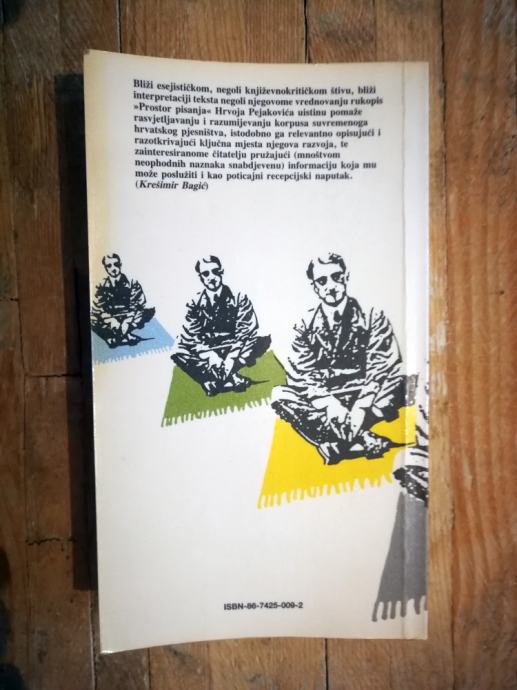 Bliži esejističkom, negoli književnokritičkom štivu, bliži
interpretaciji teksta negoli njegovome vrednovanju rukopis
»Prostor pisanja« Hrvoja Pejakovića uistinu pomaže
rasvjetljavanju i razumijevanju korpusa suvremenoga
hrvatskog pjesništva, istodobno ga relevantno opisujući i
razotkrivajući ključna mjesta njegova razvoja, te
zainteresiranome čitatelju pružajući (mnoštvom
neophodnih naznaka snabdjevenu) informaciju koja mu
može poslužiti i kao poticajni recepcijski naputak.
(Krešimir Bagić)
ISBN-86-7425-009-2